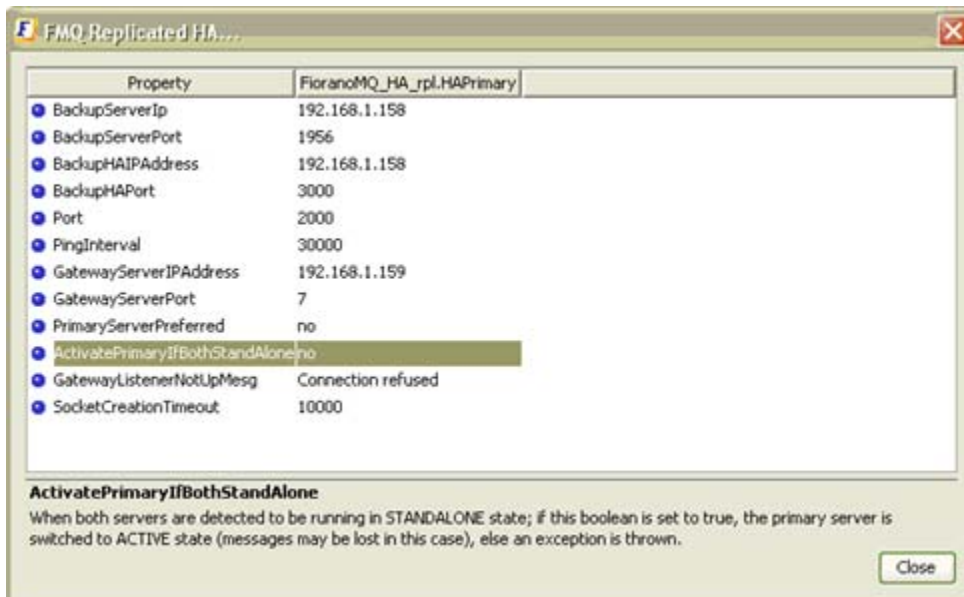 FMQ Replicated HA...
Property FioranoMQ_HA_rpl.HAPrimary
BackupServerIp 192.168.1.158
BackupServerPort 1956
BackupHAIPAddress 192.168.1.158
BackupHAPort 3000
Port 2000
PingInterval 30000
GatewayServerIPAddress 192.168.1.159
GatewayServerPort 7
PrimaryServerPreferred no
ActivatePrimaryIfBothStandAlone no
GatewayListenerNotUpMesg Connection refused
SocketCreationTimeout 10000
ActivatePrimaryIfBothStandAlone
When both servers are detected to be running in STANDALONE state; if this boolean is set to true, the primary server is
switched to ACTIVE state (messages may be lost in this case), else an exception is thrown.
Close